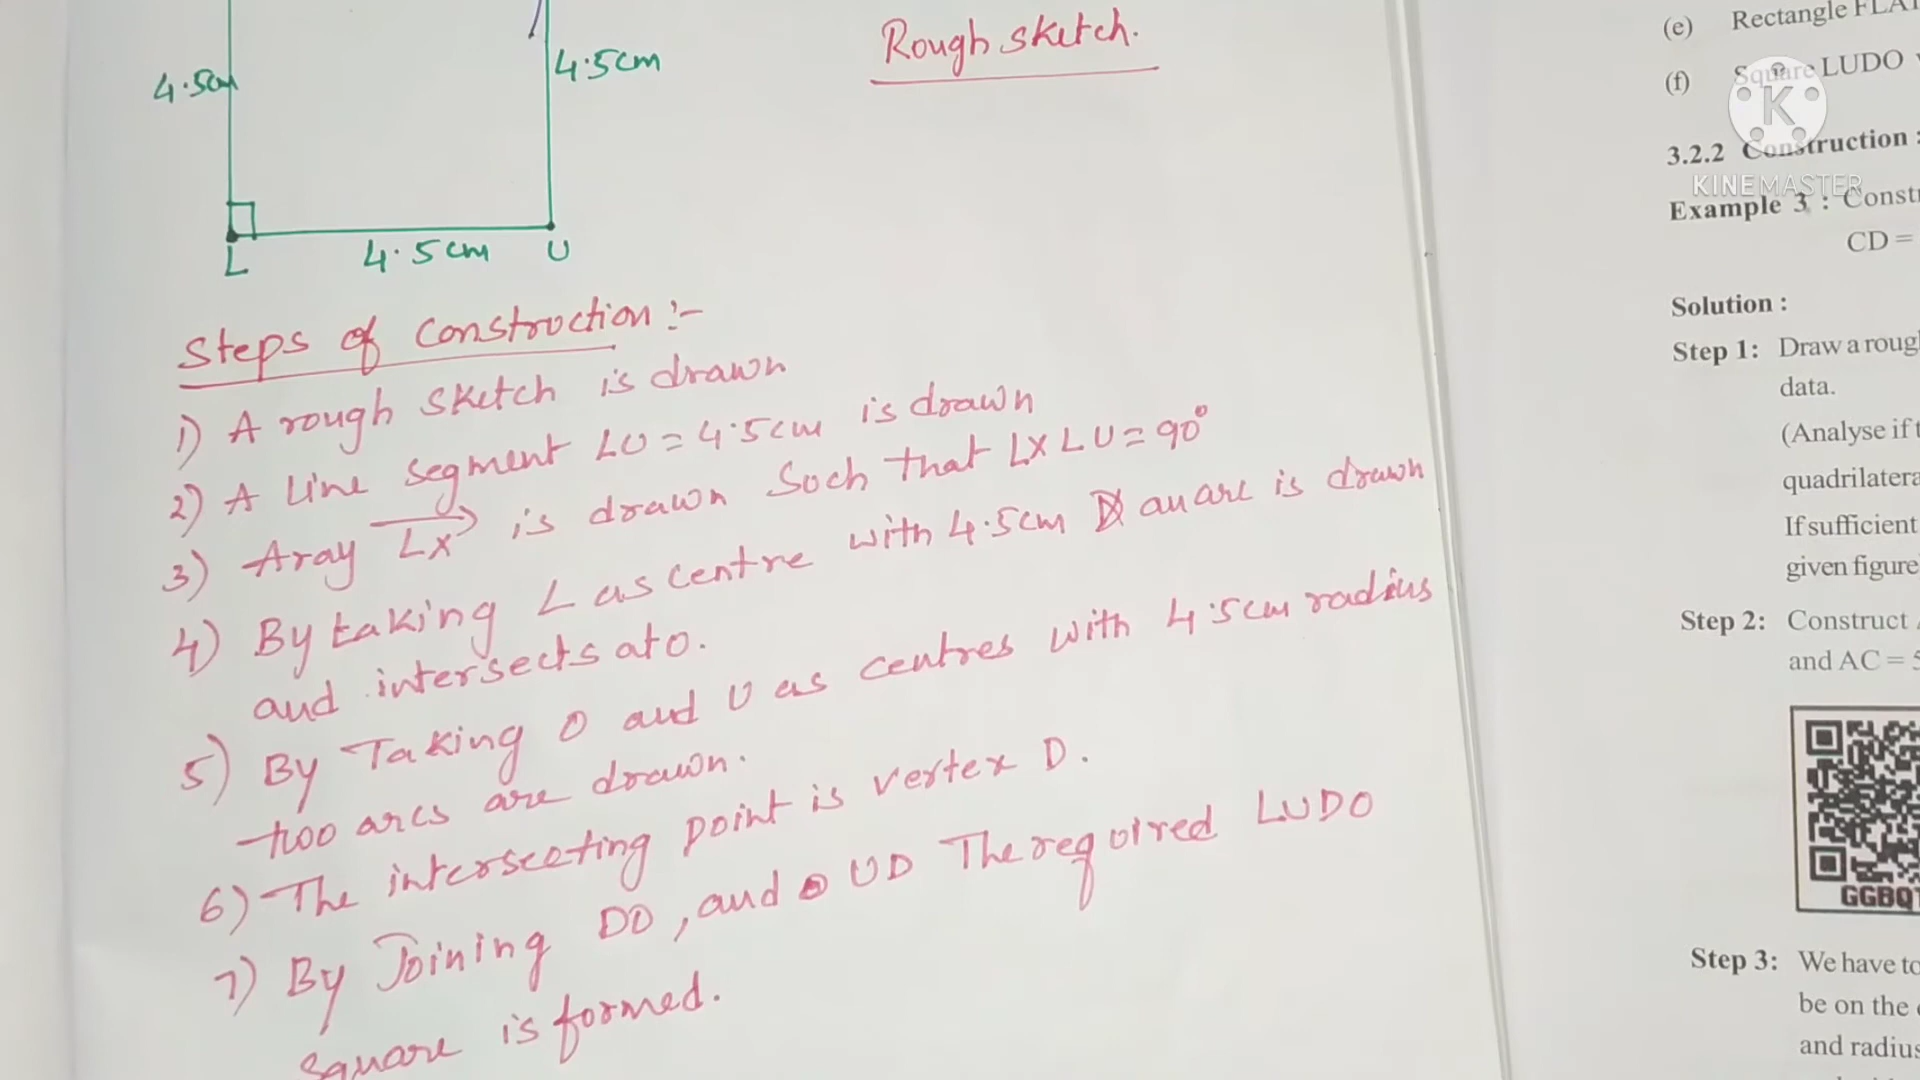 4.5cm
4.5cm
Rough sketch.
L
4.5cm
U
Steps of Construction :-
1) A rough sketch is drawn
2) A line segment LU = 4.5cm is drawn
3) A ray LX is drawn Such that LXLU = 90°
4) By taking L as centre with 4.5cm an arc is drawn
and intersects at O.
5) By Taking O and U as centres with 4.5cm radius
two arcs are drawn.
6) The intersecting point is vertex D.
7) By Joining DO, and UD The required LUDO
square is formed.
(e) Rectangle
(f) Square LUDO
K
KINEMASTER
3.2.2 Construction :
Example 3 : Const
CD =
Solution :
Step 1: Draw a roug
data.
(Analyse if t
quadrilatera
If sufficient
given figure
Step 2: Construct
and AC = 5
GGBQ
Step 3: We have to
be on the
and radius